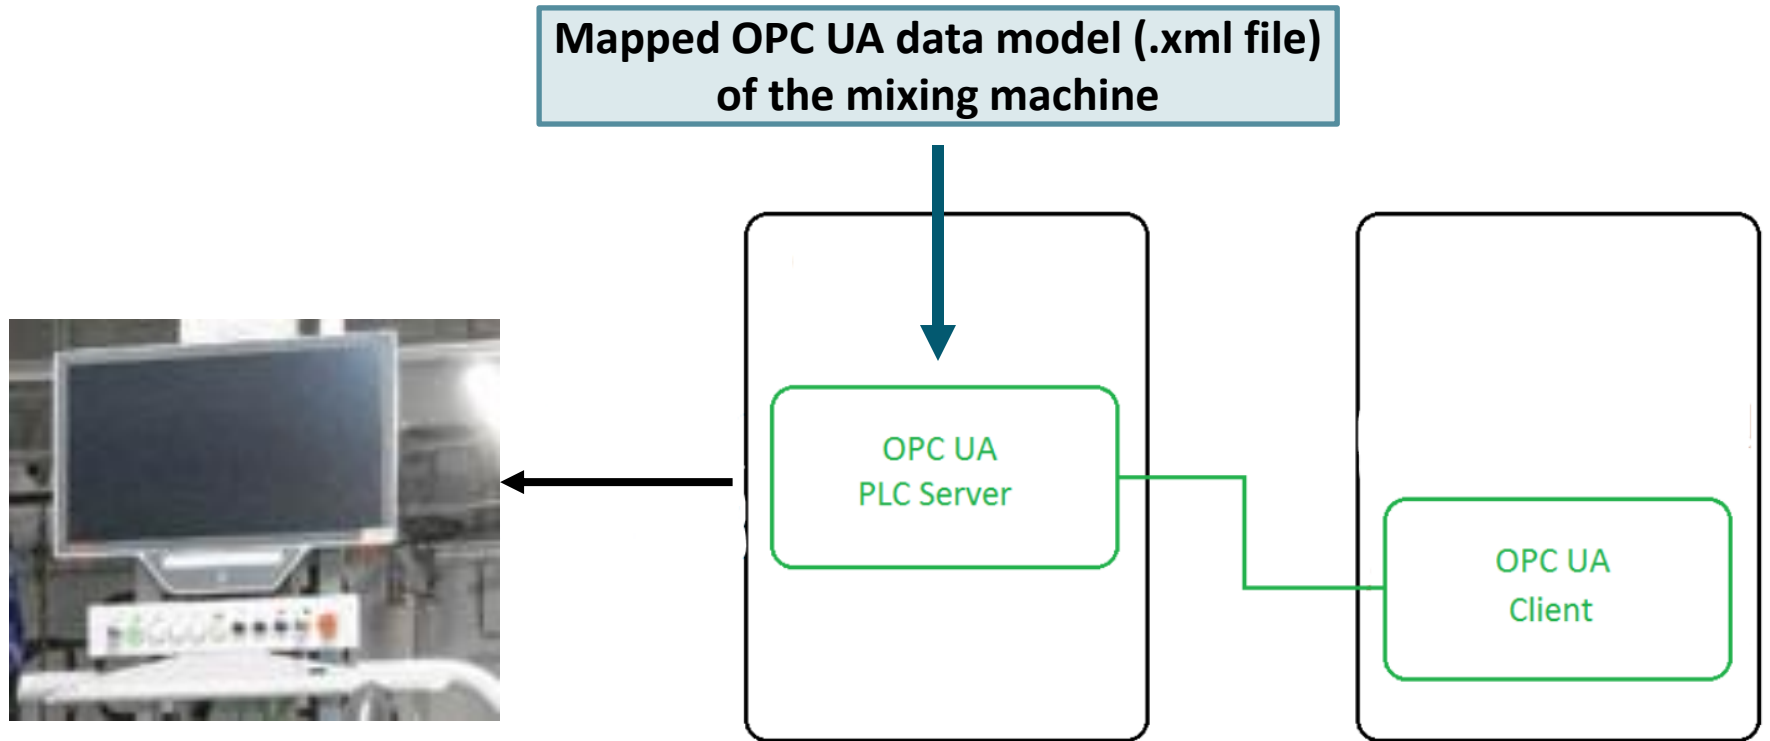 Mapped OPC UA data model (.xml file)
of the mixing machine
OPC UA
PLC Server
OPC UA
Client